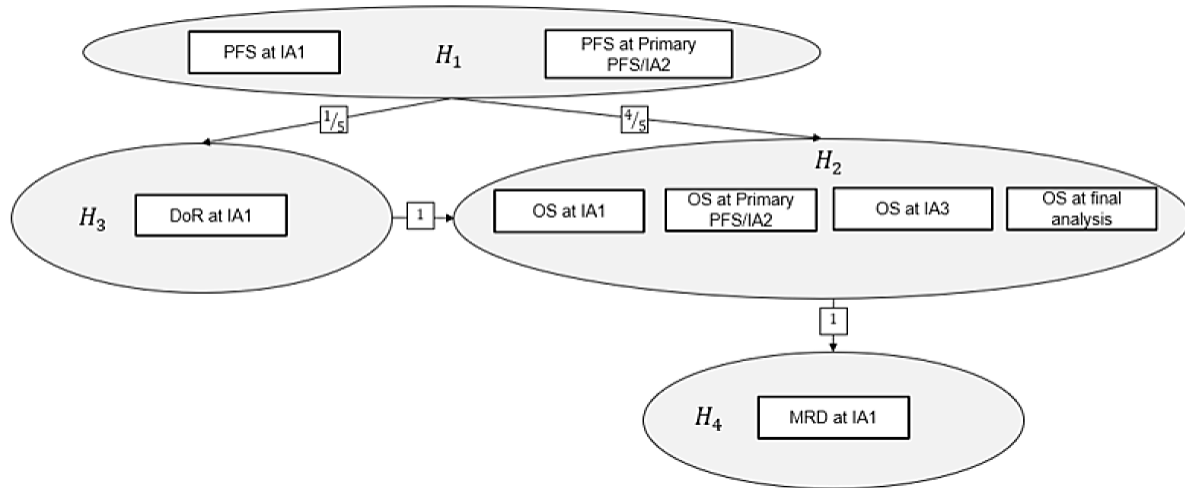 PFS at IA1
H₁
PFS at Primary
PFS/IA2
1/5
4/5
H₃
DoR at IA1
1
H₂
OS at IA1
OS at Primary
PFS/IA2
OS at IA3
OS at final
analysis
1
H₄
MRD at IA1